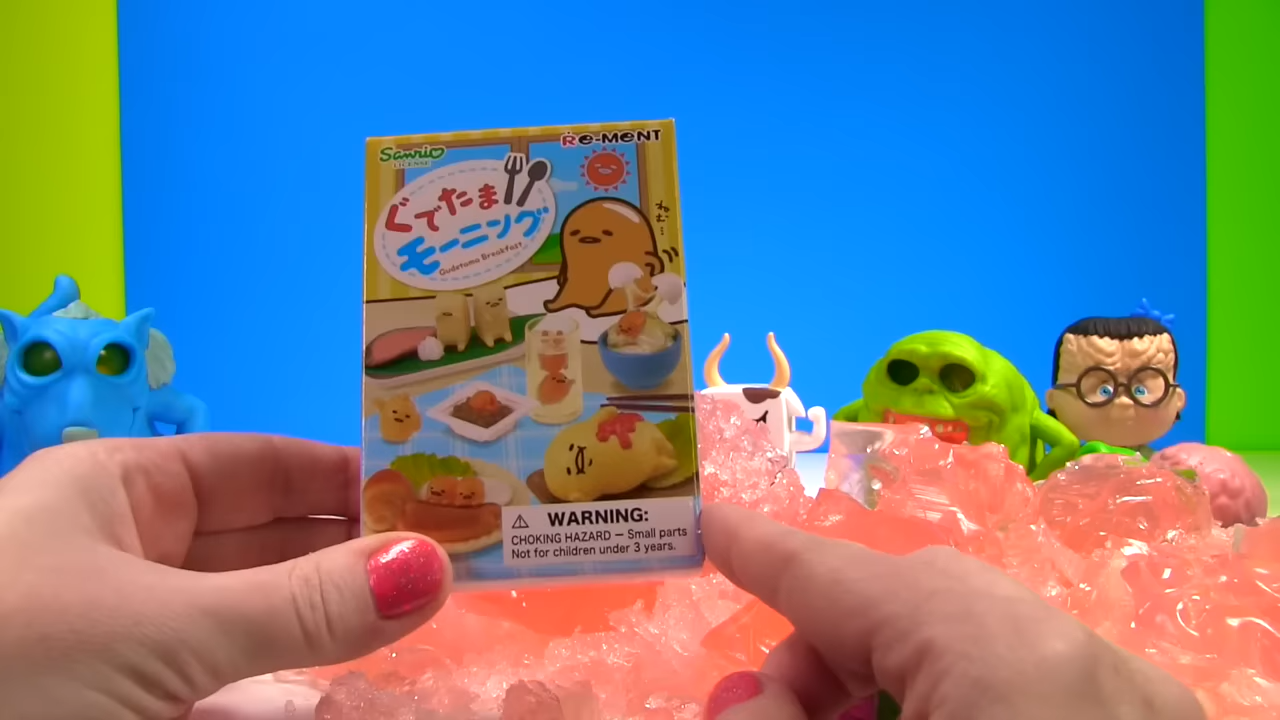 Sanrio
LICENSE
Re-MeNT
ぐでたま
モーニング
Gudetama Breakfast
ねむ…
WARNING:
CHOKING HAZARD — Small parts
Not for children under 3 years.